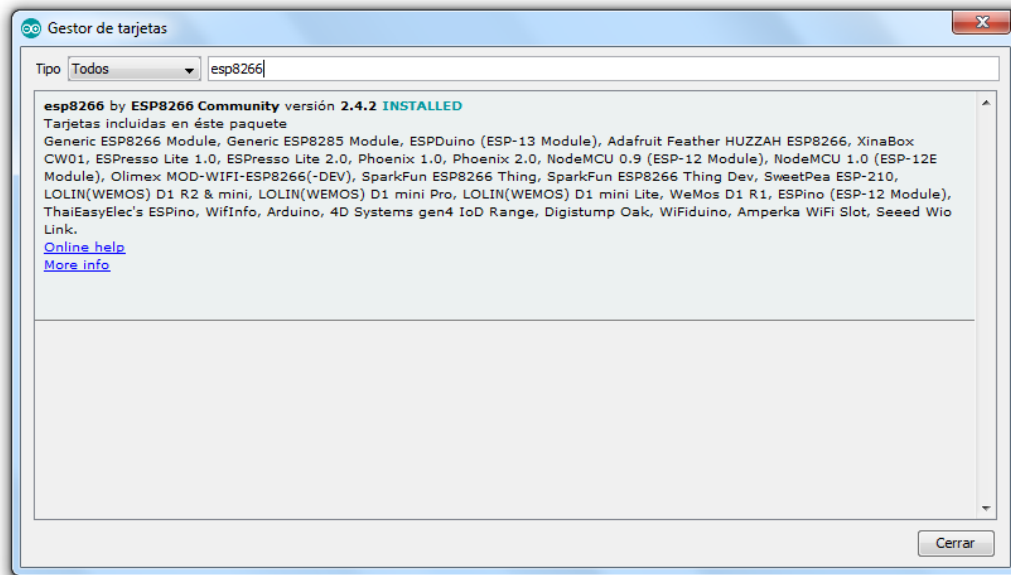 Gestor de tarjetas
Tipo Todos esp8266
esp8266 by ESP8266 Community versión 2.4.2 INSTALLED
Tarjetas incluidas en éste paquete
Generic ESP8266 Module, Generic ESP8285 Module, ESPDuino (ESP-13 Module), Adafruit Feather HUZZAH ESP8266, XinaBox
CW01, ESPresso Lite 1.0, ESPresso Lite 2.0, Phoenix 1.0, Phoenix 2.0, NodeMCU 0.9 (ESP-12 Module), NodeMCU 1.0 (ESP-12E
Module), Olimex MOD-WIFI-ESP8266(-DEV), SparkFun ESP8266 Thing, SparkFun ESP8266 Thing Dev, SweetPea ESP-210,
LOLIN(WEMOS) D1 R2 & mini, LOLIN(WEMOS) D1 mini Pro, LOLIN(WEMOS) D1 mini Lite, WeMos D1 R1, ESPino (ESP-12 Module),
ThaiEasyElec's ESPino, WifInfo, Arduino, 4D Systems gen4 IoD Range, Digistump Oak, WiFiduino, Amperka WiFi Slot, Seeed Wio
Link.
Online help
More info
Cerrar